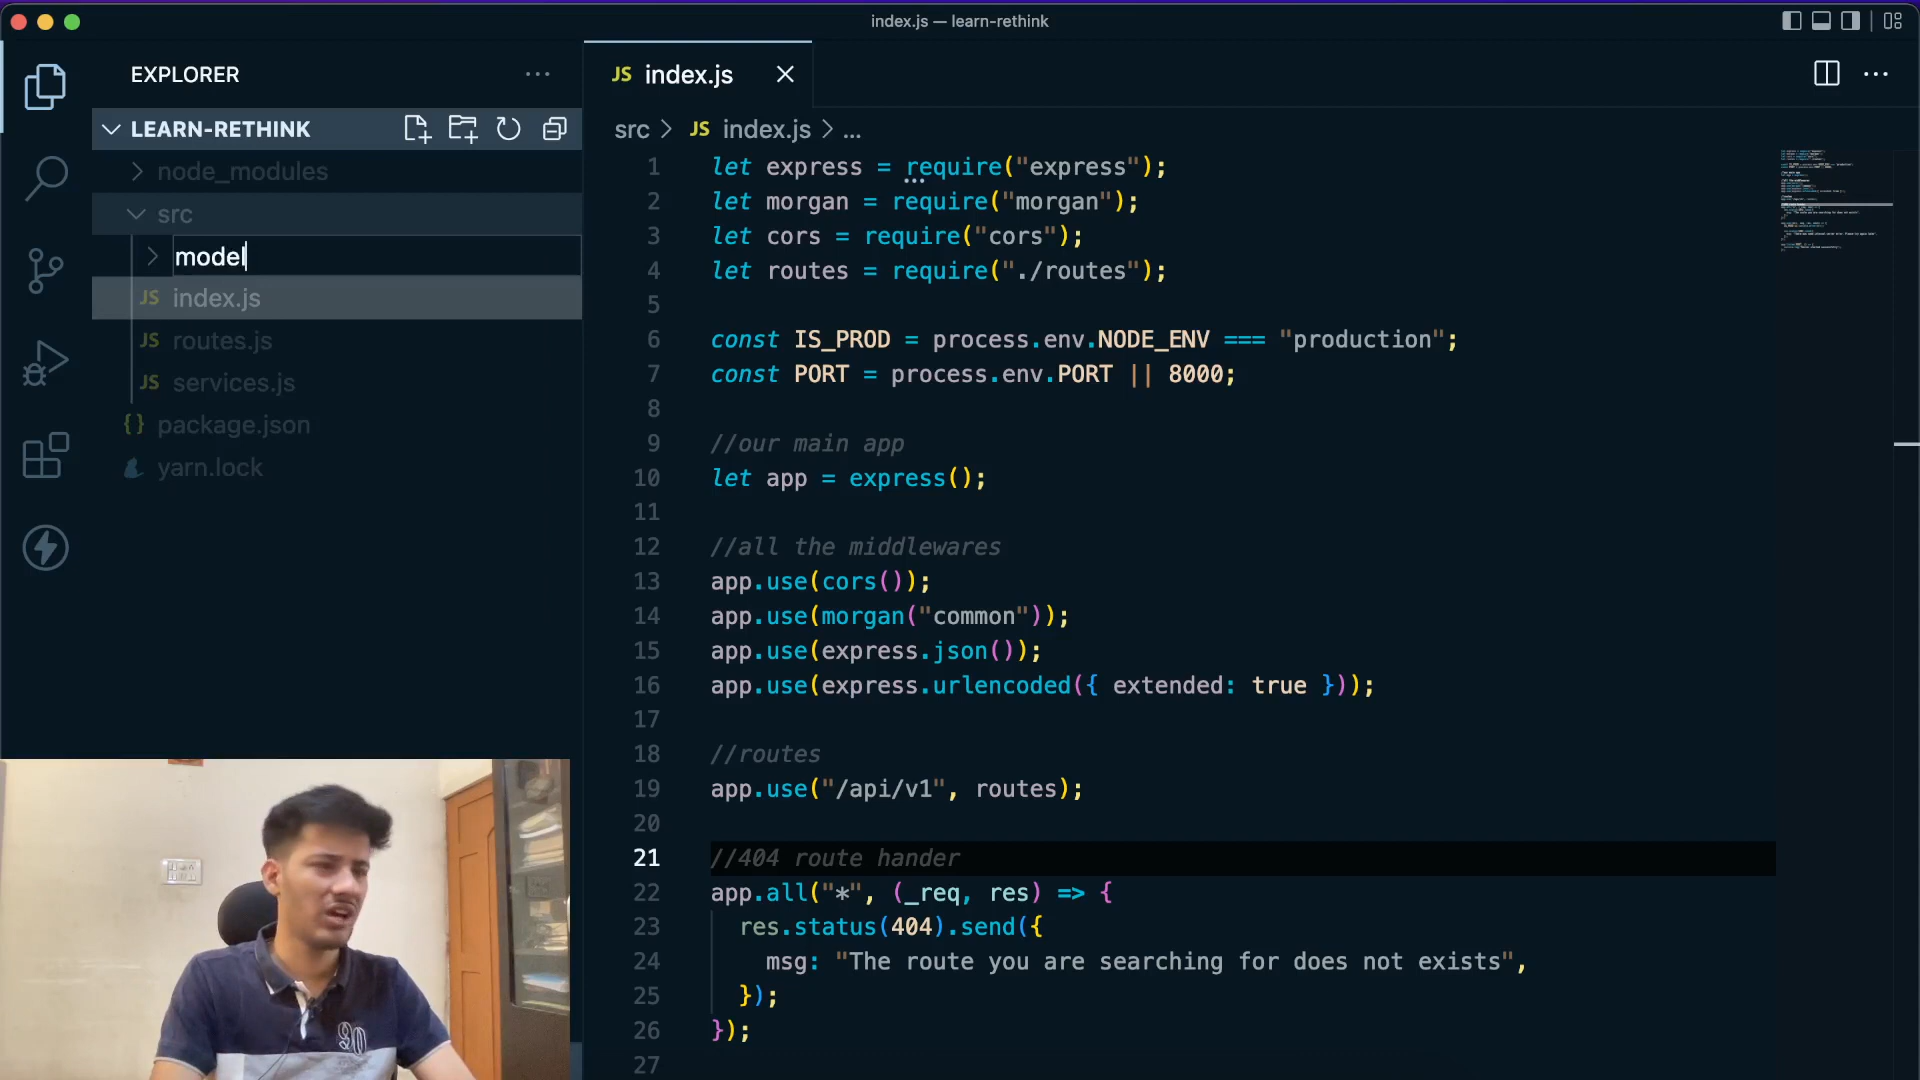 index.js — learn-rethink
EXPLORER
LEARN-RETHINK
node_modules
src
model
JS index.js
JS routes.js
JS services.js
{} package.json
yarn.lock
JS index.js
src > JS index.js > ...
1 let express = require("express");
2 let morgan = require("morgan");
3 let cors = require("cors");
4 let routes = require("./routes");
5
6 const IS_PROD = process.env.NODE_ENV === "production";
7 const PORT = process.env.PORT || 8000;
8
9 //our main app
10 let app = express();
11
12 //all the middlewares
13 app.use(cors());
14 app.use(morgan("common"));
15 app.use(express.json());
16 app.use(express.urlencoded({ extended: true }));
17
18 //routes
19 app.use("/api/v1", routes);
20
21 //404 route hander
22 app.all("*", (_req, res) => {
23 res.status(404).send({
24 msg: "The route you are searching for does not exists",
25 });
26 });
27
90